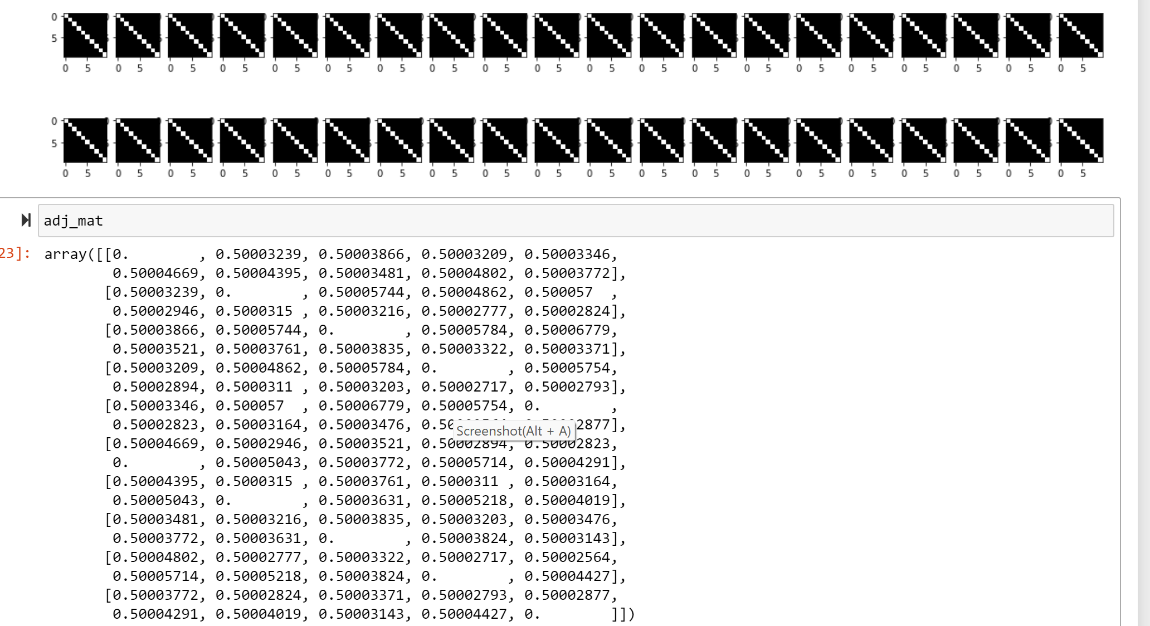 0
5
0 5 0 5 0 5 0 5 0 5 0 5 0 5 0 5 0 5 0 5 0 5 0 5 0 5 0 5 0 5 0 5 0 5 0 5 0 5 0 5
0
5
0 5 0 5 0 5 0 5 0 5 0 5 0 5 0 5 0 5 0 5 0 5 0 5 0 5 0 5 0 5 0 5 0 5 0 5 0 5 0 5
adj_mat
23]: array([[0.        , 0.50003239, 0.50003866, 0.50003209, 0.50003346,
0.50004669, 0.50004395, 0.50003481, 0.50004802, 0.50003772],
[0.50003239, 0.        , 0.50005744, 0.50004862, 0.500057  ,
0.50002946, 0.5000315 , 0.50003216, 0.50002777, 0.50002824],
[0.50003866, 0.50005744, 0.        , 0.50005784, 0.50006779,
0.50003521, 0.50003761, 0.50003835, 0.50003322, 0.50003371],
[0.50003209, 0.50004862, 0.50005784, 0.        , 0.50005754,
0.50002894, 0.5000311 , 0.50003203, 0.50002717, 0.50002793],
[0.50003346, 0.500057  , 0.50006779, 0.50005754, 0.        ,
0.50002823, 0.50003164, 0.50003476,
Screenshot(Alt + A)
[0.50004669, 0.50002946, 0.50003521, 0.50002894, 0.50002823,
0.        , 0.50005043, 0.50003772, 0.50005714, 0.50004291],
[0.50004395, 0.5000315 , 0.50003761, 0.5000311 , 0.50003164,
0.50005043, 0.        , 0.50003631, 0.50005218, 0.50004019],
[0.50003481, 0.50003216, 0.50003835, 0.50003203, 0.50003476,
0.50003772, 0.50003631, 0.        , 0.50003824, 0.50003143],
[0.50004802, 0.50002777, 0.50003322, 0.50002717, 0.50002564,
0.50005714, 0.50005218, 0.50003824, 0.        , 0.50004427],
[0.50003772, 0.50002824, 0.50003371, 0.50002793, 0.50002877,
0.50004291, 0.50004019, 0.50003143, 0.50004427, 0.        ]])